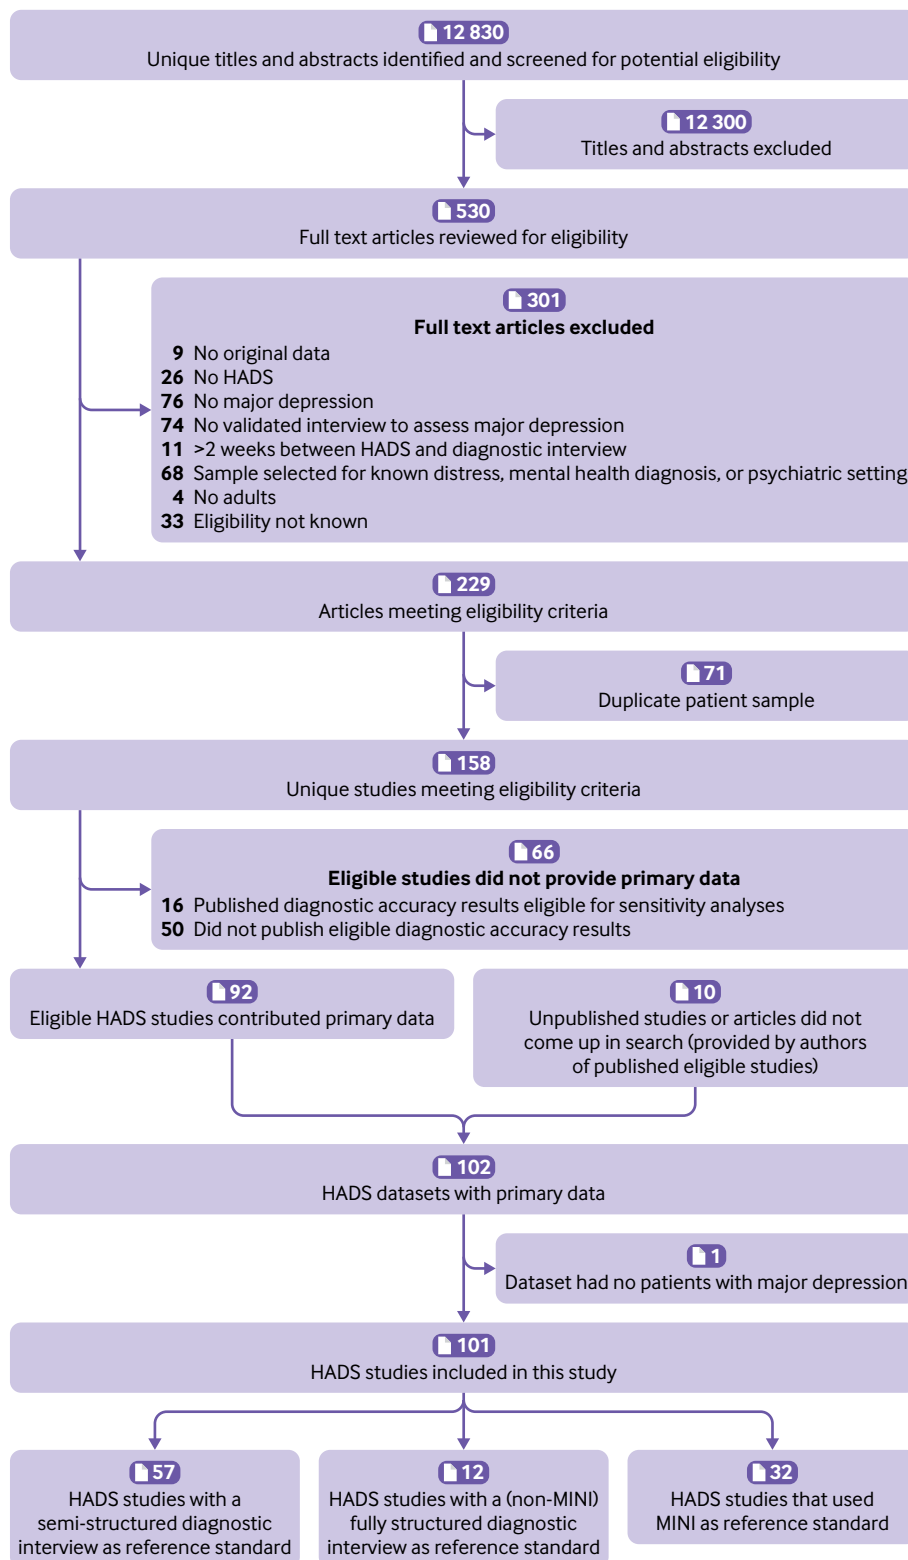 12 830
Unique titles and abstracts identified and screened for potential eligibility
12 300
Titles and abstracts excluded
530
Full text articles reviewed for eligibility
301
Full text articles excluded
9 No original data
26 No HADS
76 No major depression
74 No validated interview to assess major depression
11 >2 weeks between HADS and diagnostic interview
68 Sample selected for known distress, mental health diagnosis, or psychiatric setting
4 No adults
33 Eligibility not known
229
Articles meeting eligibility criteria
71
Duplicate patient sample
158
Unique studies meeting eligibility criteria
66
Eligible studies did not provide primary data
16 Published diagnostic accuracy results eligible for sensitivity analyses
50 Did not publish eligible diagnostic accuracy results
92
Eligible HADS studies contributed primary data
10
Unpublished studies or articles did not
come up in search (provided by authors
of published eligible studies)
102
HADS datasets with primary data
1
Dataset had no patients with major depression
101
HADS studies included in this study
57
HADS studies with a
semi-structured diagnostic
interview as reference standard
12
HADS studies with a (non-MINI)
fully structured diagnostic
interview as reference standard
32
HADS studies that used
MINI as reference standard